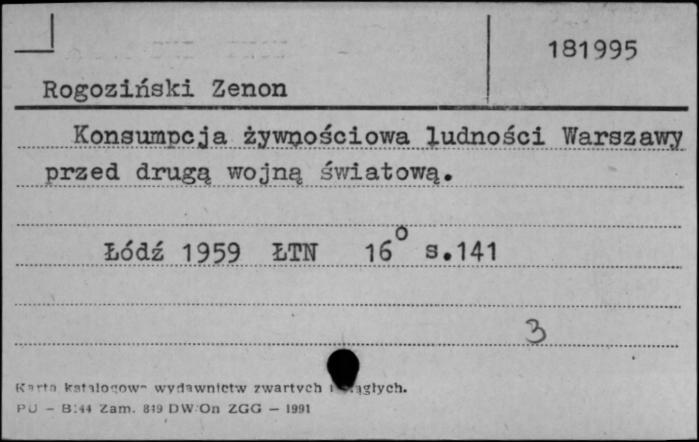 181995
Rogoziński Zenon
Konsumpcja żywnościowa ludności Warszawy
przed drugą wojną światową.
Łódź 1959 ŁTN 16° s.141
3
Karta katalogowa wydawnictw zwartych i ciągłych.
PU – B:44 Zam. 819 DW/On ZGG – 1991